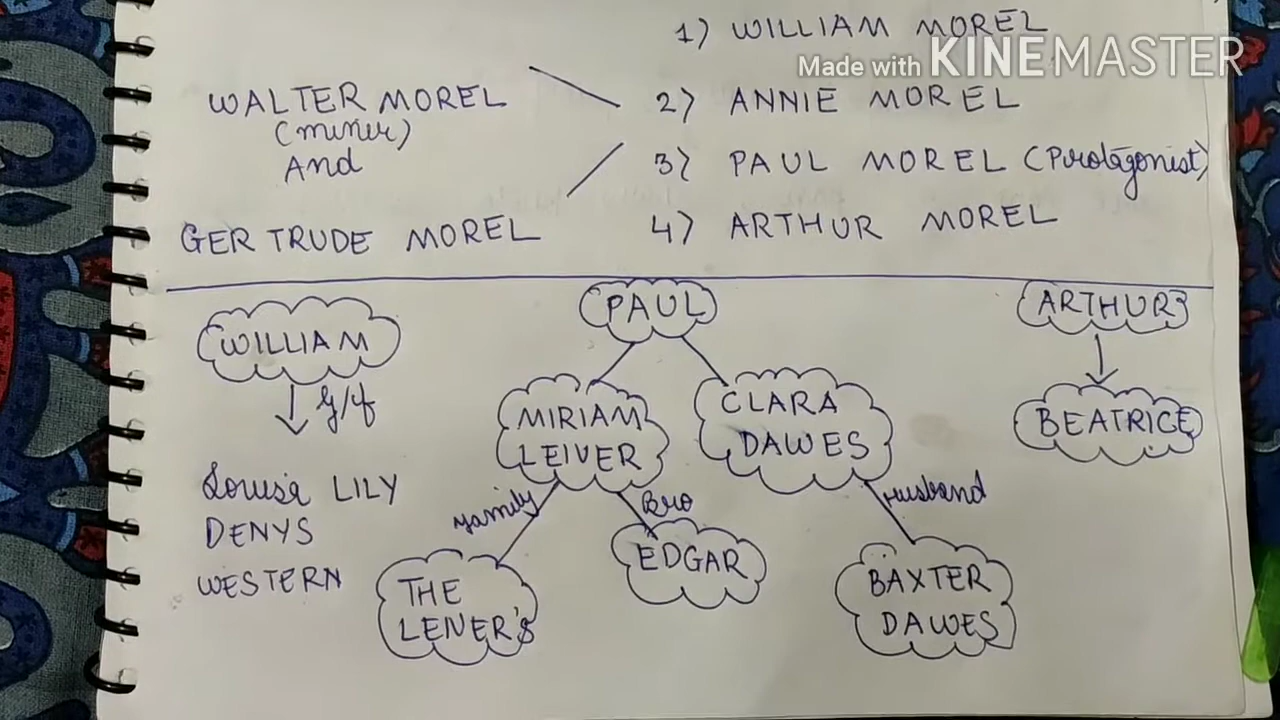 1) WILLIAM MOREL
Made with KINEMASTER
WALTER MOREL
(miner)
And
GERTRUDE MOREL
2) ANNIE MOREL
3) PAUL MOREL (Protagonist)
4) ARTHUR MOREL
WILLIAM
g/f
Louisa LILY
DENYS
WESTERN
PAUL
MIRIAM
LEIVER
CLARA
DAWES
family
Bro
Husband
THE
LEIVER'S
EDGAR
BAXTER
DAWES
ARTHUR
BEATRICE